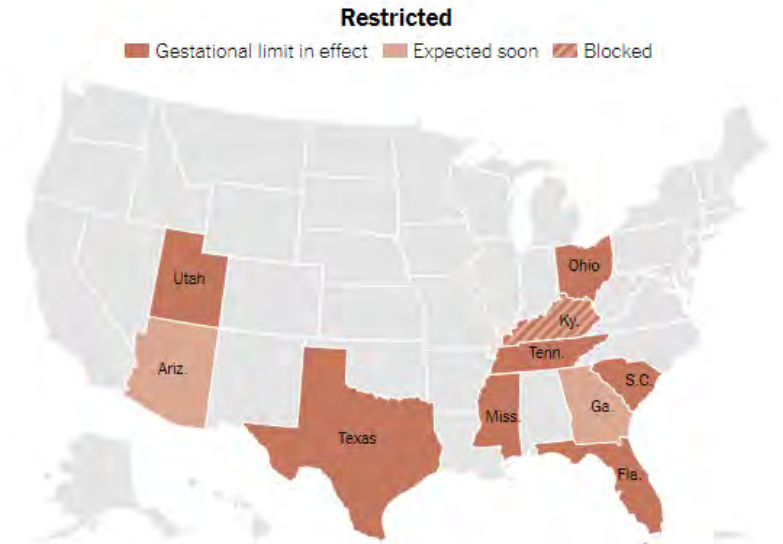 Restricted
Gestational limit in effect Expected soon Blocked
Ohio
Utah
Ky.
Tenn.
Ariz.
S.C.
Ga.
Miss.
Texas
Fla.